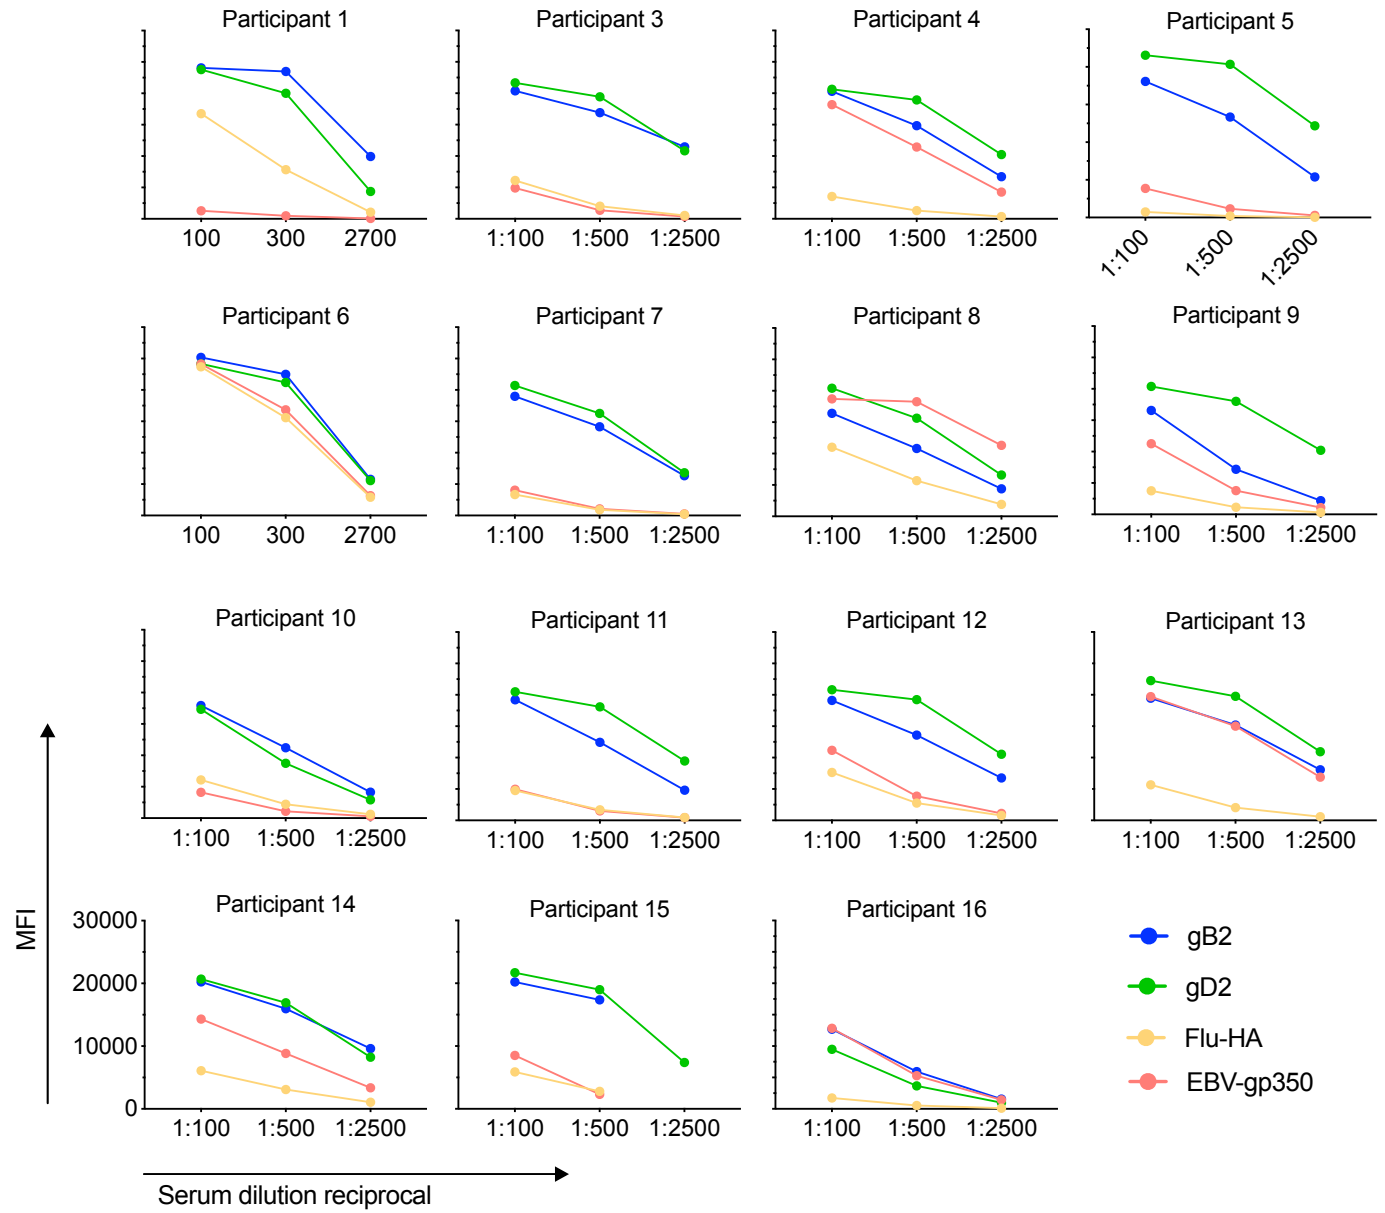 Participant 1
Participant 3
Participant 4
Participant 5
100 300 2700
1:100 1:500 1:2500
1:100 1:500 1:2500
1:100 1:500 1:2500
Participant 6
Participant 7
Participant 8
Participant 9
100 300 2700
1:100 1:500 1:2500
1:100 1:500 1:2500
1:100 1:500 1:2500
Participant 10
Participant 11
Participant 12
Participant 13
1:100 1:500 1:2500
1:100 1:500 1:2500
1:100 1:500 1:2500
1:100 1:500 1:2500
MFI
Participant 14
Participant 15
Participant 16
30000
20000
10000
0
1:100 1:500 1:2500
1:100 1:500 1:2500
1:100 1:500 1:2500
gB2
gD2
Flu-HA
EBV-gp350
Serum dilution reciprocal